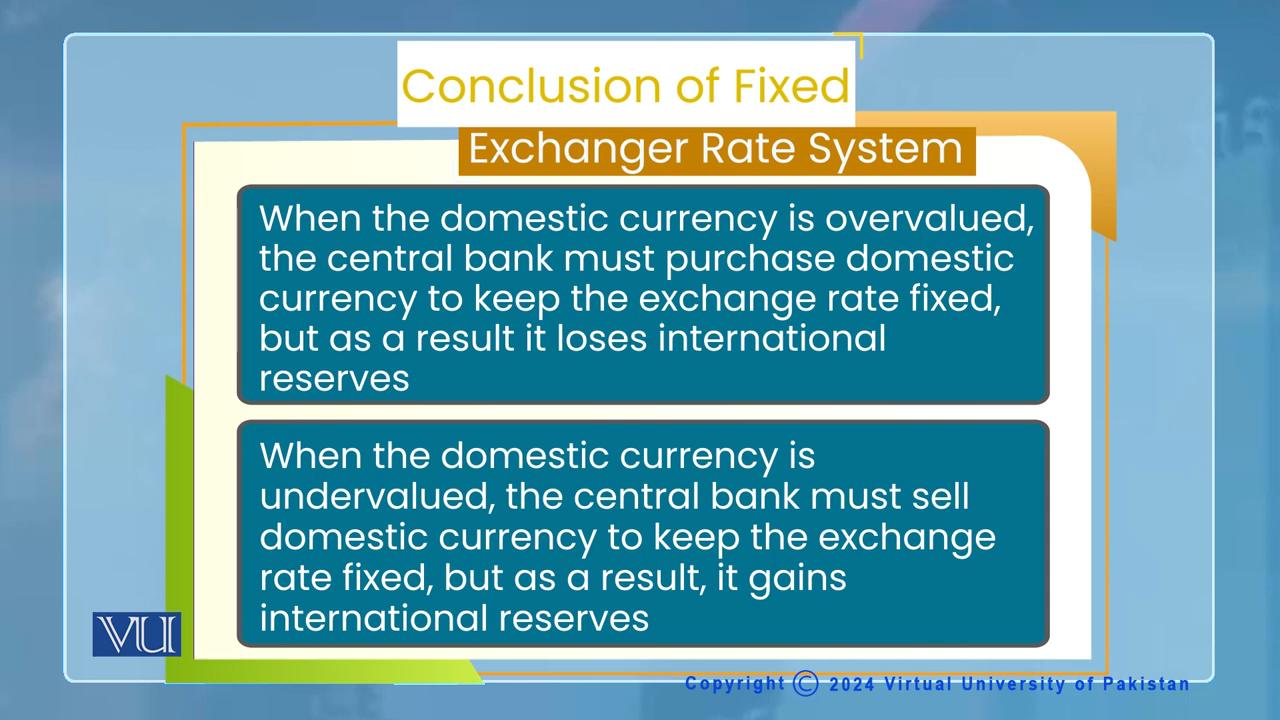 Conclusion of Fixed
Exchanger Rate System
When the domestic currency is overvalued,
the central bank must purchase domestic
currency to keep the exchange rate fixed,
but as a result it loses international
reserves
When the domestic currency is
undervalued, the central bank must sell
domestic currency to keep the exchange
rate fixed, but as a result, it gains
international reserves
VU
Copyright © 2024 Virtual University of Pakistan